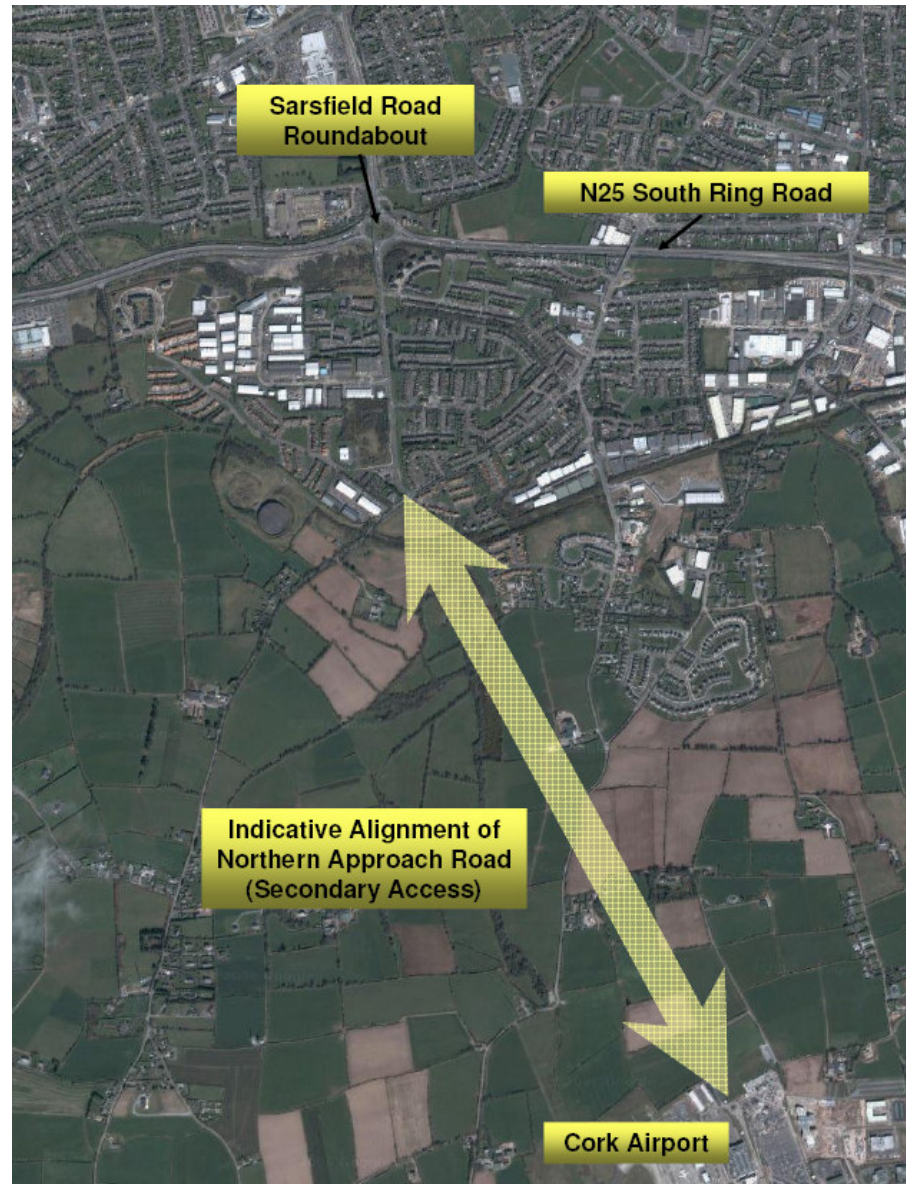 Sarsfield Road
Roundabout
N25 South Ring Road
Indicative Alignment of
Northern Approach Road
(Secondary Access)
Cork Airport